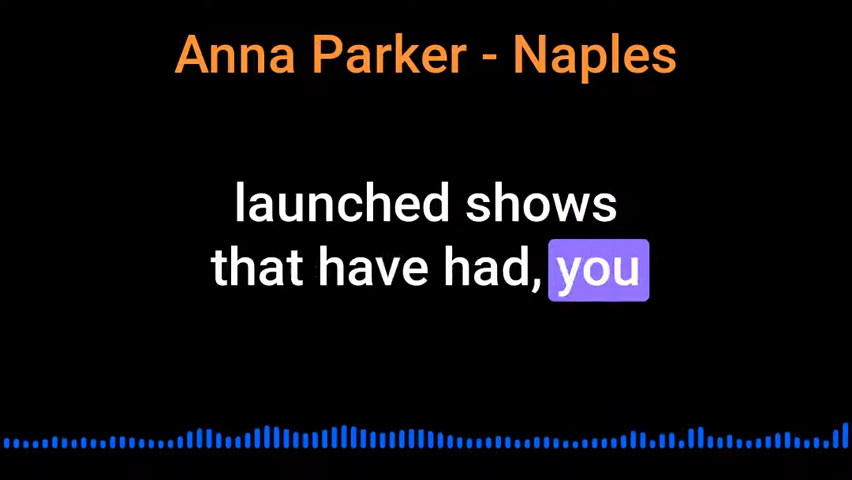 Anna Parker - Naples
launched shows
that have had, you